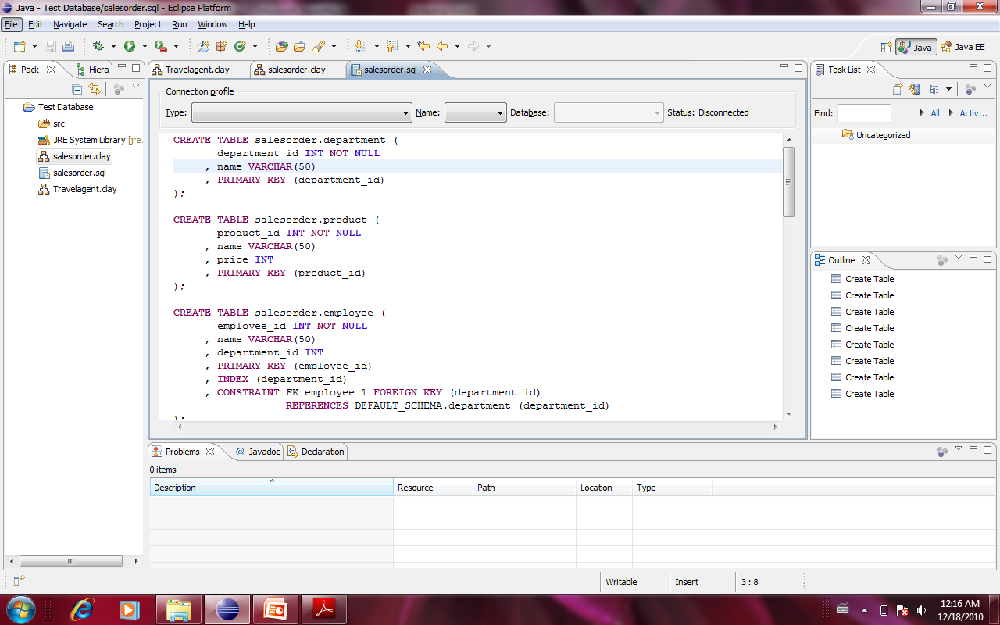 Java - Test Database/salesorder.sql - Eclipse Platform
File Edit Navigate Search Project Run Window Help
Java Java EE
Pack Hiera
Test Database
src
JRE System Library [jre
salesorder.clay
salesorder.sql
Travelagent.clay
Travelagent.clay salesorder.clay salesorder.sql
Connection profile
Type: Name: Database: Status: Disconnected
CREATE TABLE salesorder.department (
department_id INT NOT NULL
, name VARCHAR(50)
, PRIMARY KEY (department_id)
);
CREATE TABLE salesorder.product (
product_id INT NOT NULL
, name VARCHAR(50)
, price INT
, PRIMARY KEY (product_id)
);
CREATE TABLE salesorder.employee (
employee_id INT NOT NULL
, name VARCHAR(50)
, department_id INT
, PRIMARY KEY (employee_id)
, INDEX (department_id)
, CONSTRAINT FK_employee_1 FOREIGN KEY (department_id)
REFERENCES DEFAULT_SCHEMA.department (department_id)
);
Task List
Find: All Activ...
Uncategorized
Outline
Create Table
Create Table
Create Table
Create Table
Create Table
Create Table
Create Table
Create Table
Problems @ Javadoc Declaration
0 items
Description Resource Path Location Type
Writable Insert 3 : 8
12:16 AM
12/18/2010